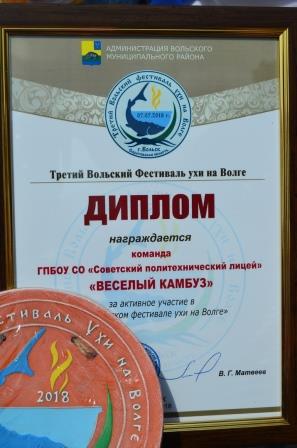 АДМИНИСТРАЦИЯ ВОЛЬСКОГО
МУНИЦИПАЛЬНОГО РАЙОНА
Третий Вольский фестиваль Ухи на Волге
07.07.2018 г.
г.Вольск
Третий Вольский Фестиваль ухи на Волге
ДИПЛОМ
награждается
команда
ГПБОУ СО «Советский политехнический лицей»
«ВЕСЕЛЫЙ КАМБУЗ»
за активное участие в
ском фестивале ухи на Волге»
В. Г. Матвеев
стиваль Ухи на Волге
2018